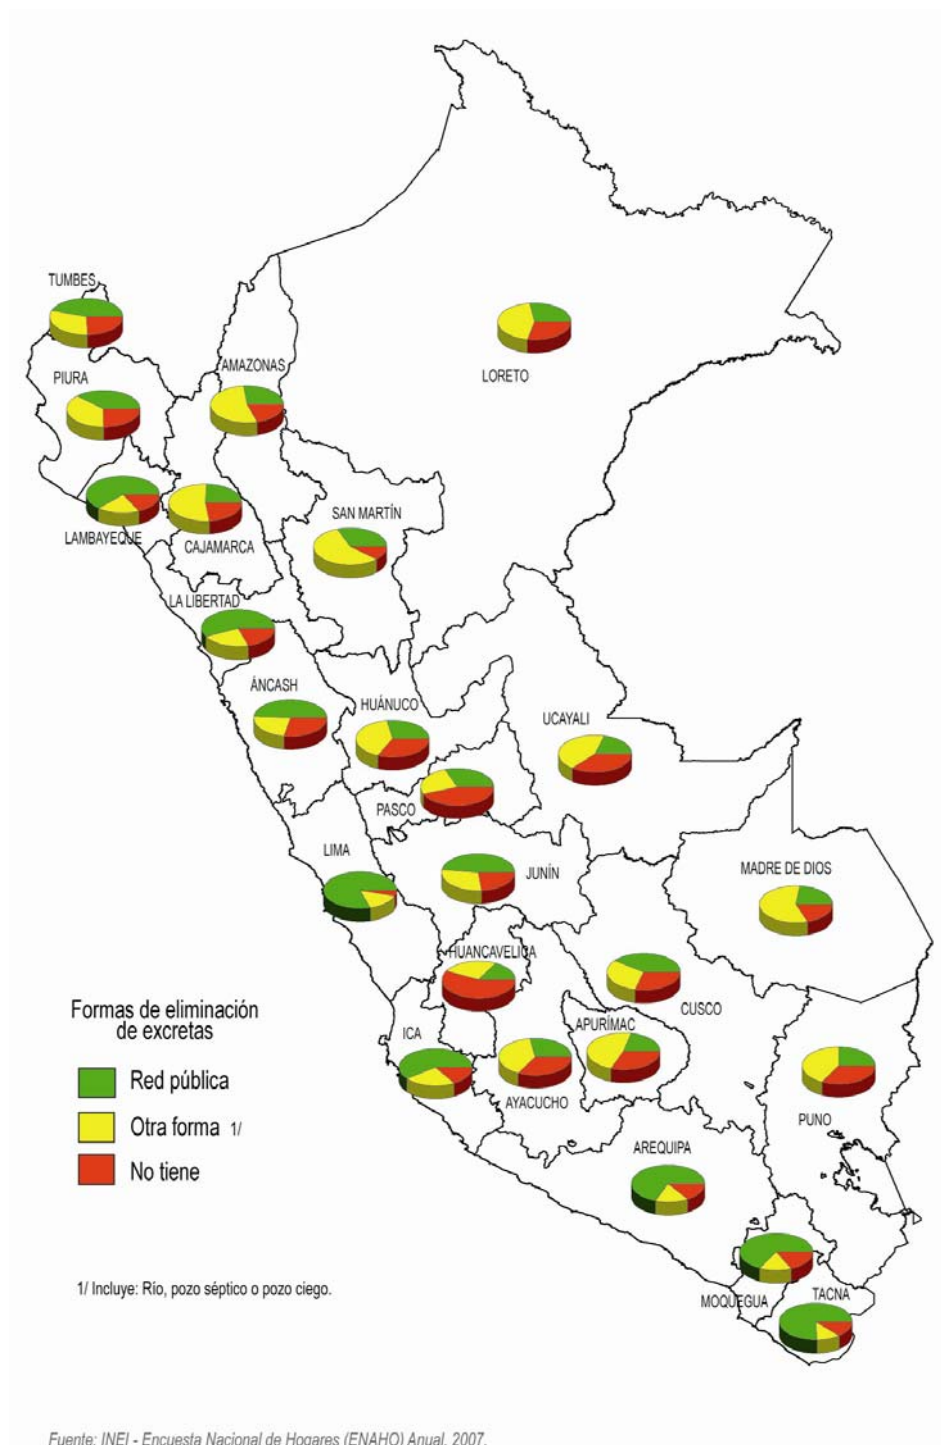 TUMBES
PIURA
AMAZONAS
LORETO
LAMBAYEQUE
CAJAMARCA
SAN MARTÍN
LA LIBERTAD
ÁNCASH
HUÁNUCO
UCAYALI
PASCO
LIMA
JUNÍN
MADRE DE DIOS
HUANCAVELICA
CUSCO
ICA
APURÍMAC
AYACUCHO
PUNO
AREQUIPA
MOQUEGUA
TACNA
Formas de eliminación
de excretas
Red pública
Otra forma 1/
No tiene
1/ Incluye: Río, pozo séptico o pozo ciego.
Fuente: INEI - Encuesta Nacional de Hogares (ENAHO) Anual, 2007.